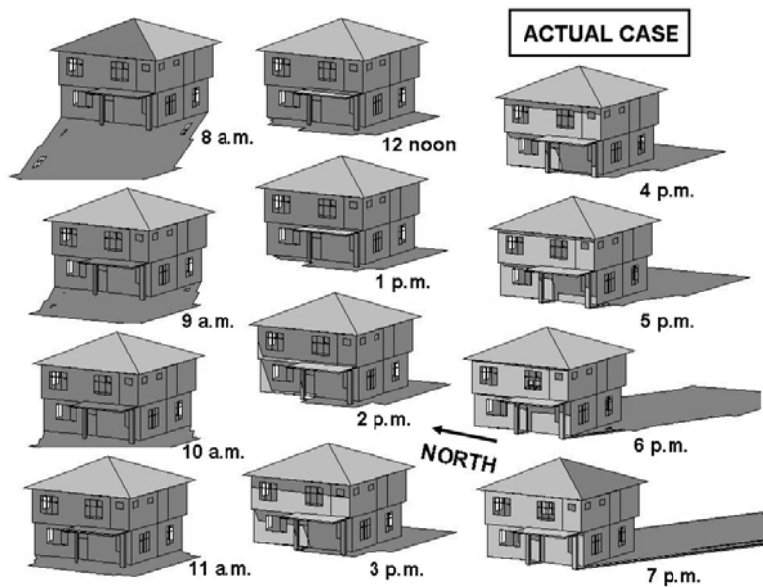 ACTUAL CASE
8 a.m.
12 noon
4 p.m.
9 a.m.
1 p.m.
5 p.m.
10 a.m.
2 p.m.
NORTH
6 p.m.
11 a.m.
3 p.m.
7 p.m.